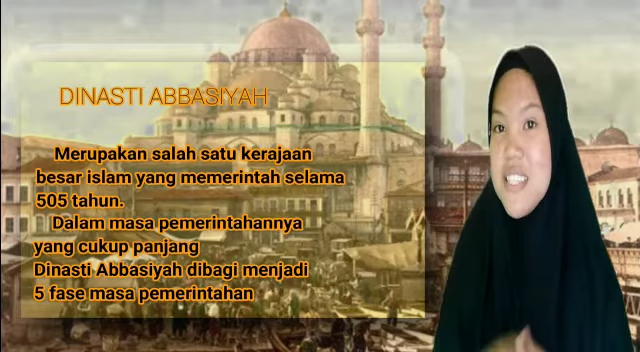 DINASTI ABBASIYAH
Merupakan salah satu kerajaan
besar islam yang memerintah selama
505 tahun.
Dalam masa pemerintahannya
yang cukup panjang
Dinasti Abbasiyah dibagi menjadi
5 fase masa pemerintahan